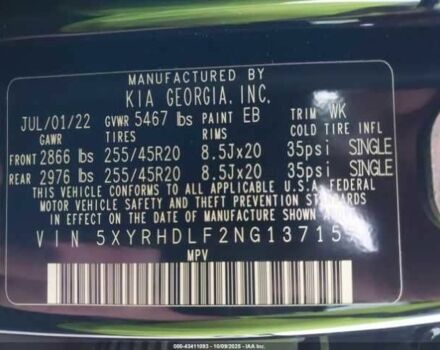 MANUFACTURED BY
KIA GEORGIA, INC.
JUL/01/22 GVWR 5467 lbs PAINT EB TRIM WK
GAWR TIRES RIMS COLD TIRE INFL
FRONT 2866 lbs 255/45R20 8.5Jx20 35psi SINGLE
REAR 2976 lbs 255/45R20 8.5Jx20 35psi SINGLE
THIS VEHICLE CONFORMS TO ALL APPLICABLE U.S.A. FEDERAL
MOTOR VEHICLE SAFETY AND THEFT PREVENTION STANDARDS
IN EFFECT ON THE DATE OF MANUFACTURE SHOWN ABOVE.
VIN 5XYRHDLF2NG137155
MPV
000-43411093 - 10/09/2025 - IAA Inc.